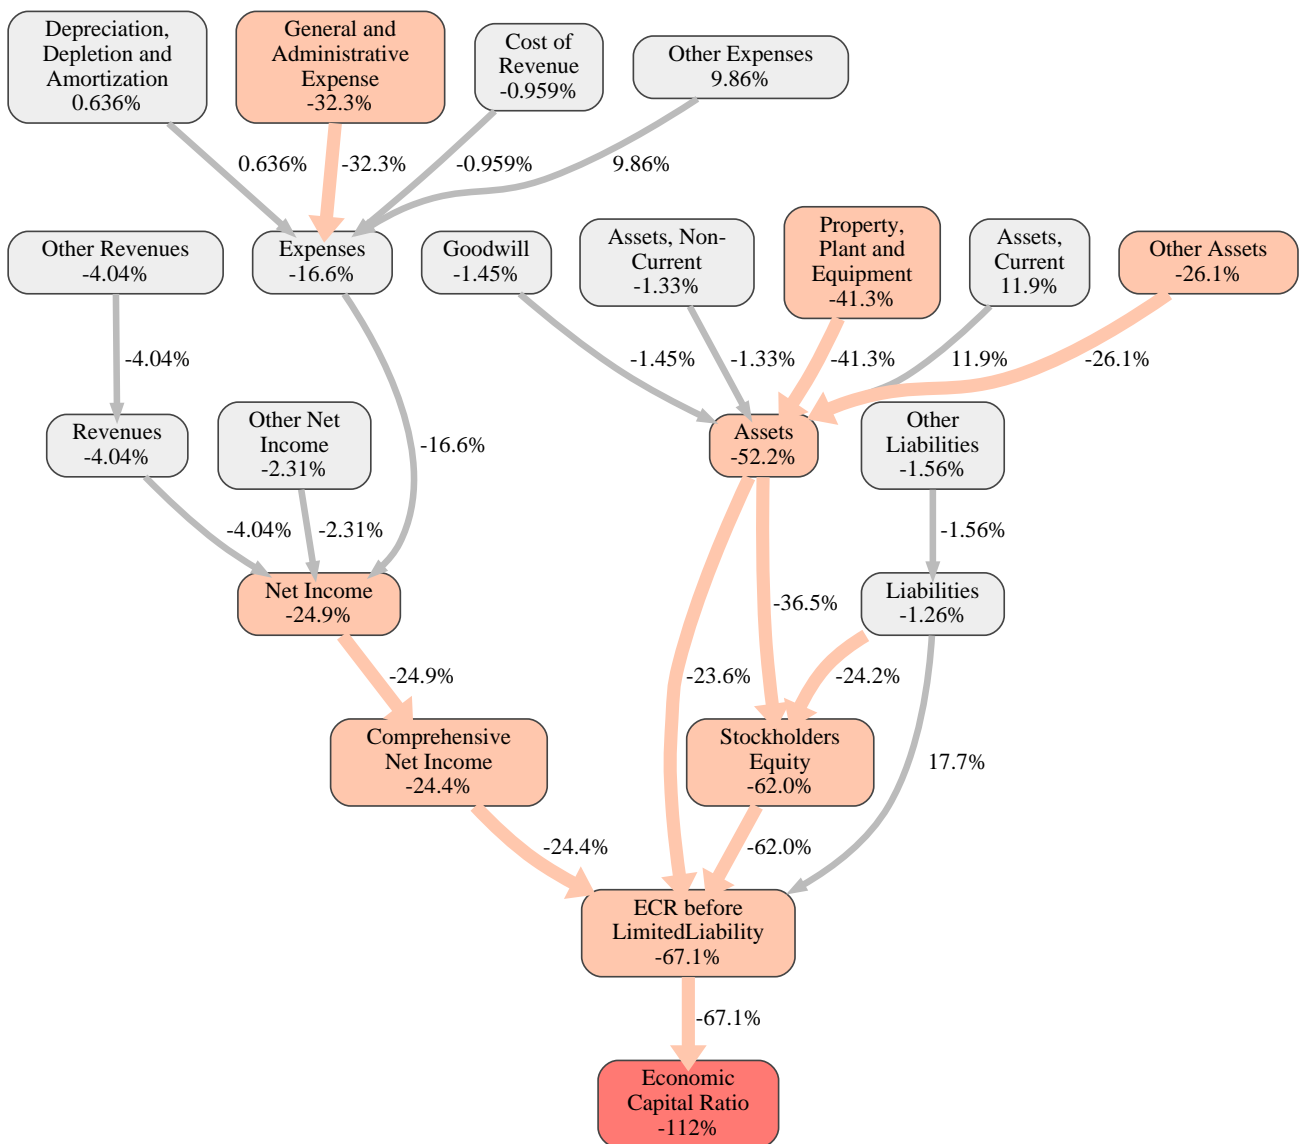 Depreciation,
Depletion and
Amortization
0.636%
General and
Administrative
Expense
-32.3%
Cost of
Revenue
-0.959%
Other Expenses
9.86%
0.636%
-32.3%
-0.959%
9.86%
Other Revenues
-4.04%
Expenses
-16.6%
Goodwill
-1.45%
Assets, Non-
Current
-1.33%
Property,
Plant and
Equipment
-41.3%
Assets,
Current
11.9%
Other Assets
-26.1%
-4.04%
-1.45%
-1.33%
-41.3%
11.9%
-26.1%
Revenues
-4.04%
Other Net
Income
-2.31%
-16.6%
Assets
-52.2%
Other
Liabilities
-1.56%
-4.04%
-2.31%
-1.56%
Net Income
-24.9%
-36.5%
Liabilities
-1.26%
-24.9%
-23.6%
-24.2%
Comprehensive
Net Income
-24.4%
Stockholders
Equity
-62.0%
17.7%
-24.4%
-62.0%
ECR before
LimitedLiability
-67.1%
-67.1%
Economic
Capital Ratio
-112%